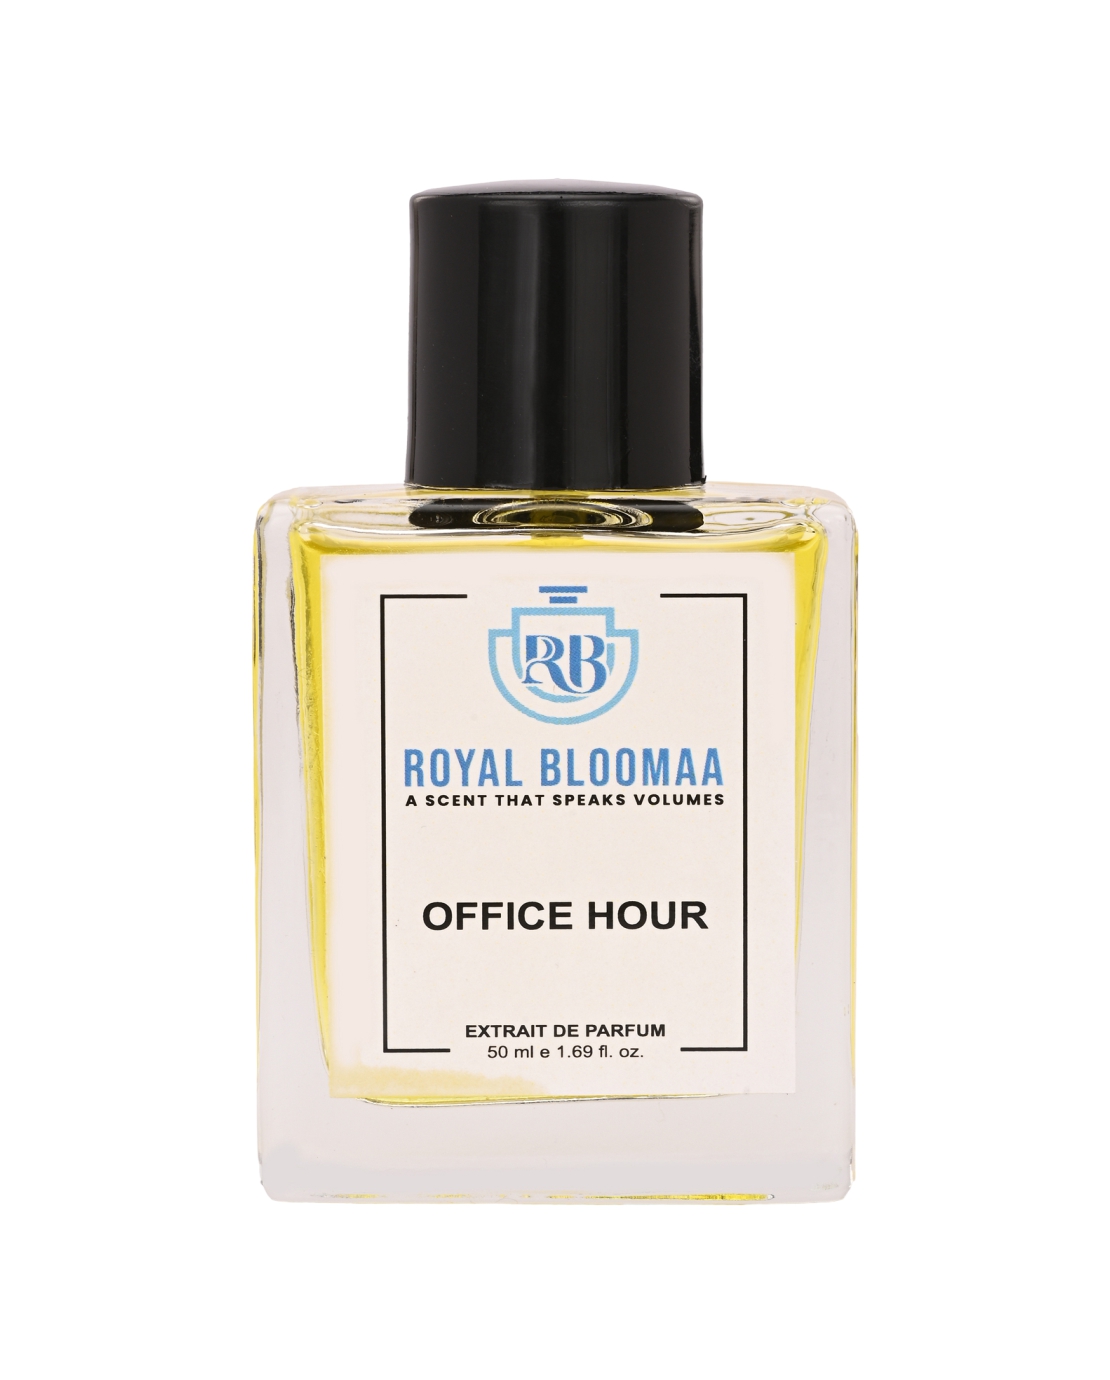 RB
ROYAL BLOOMAA
A SCENT THAT SPEAKS VOLUMES
OFFICE HOUR
EXTRAIT DE PARFUM
50 ml e 1.69 fl. oz.